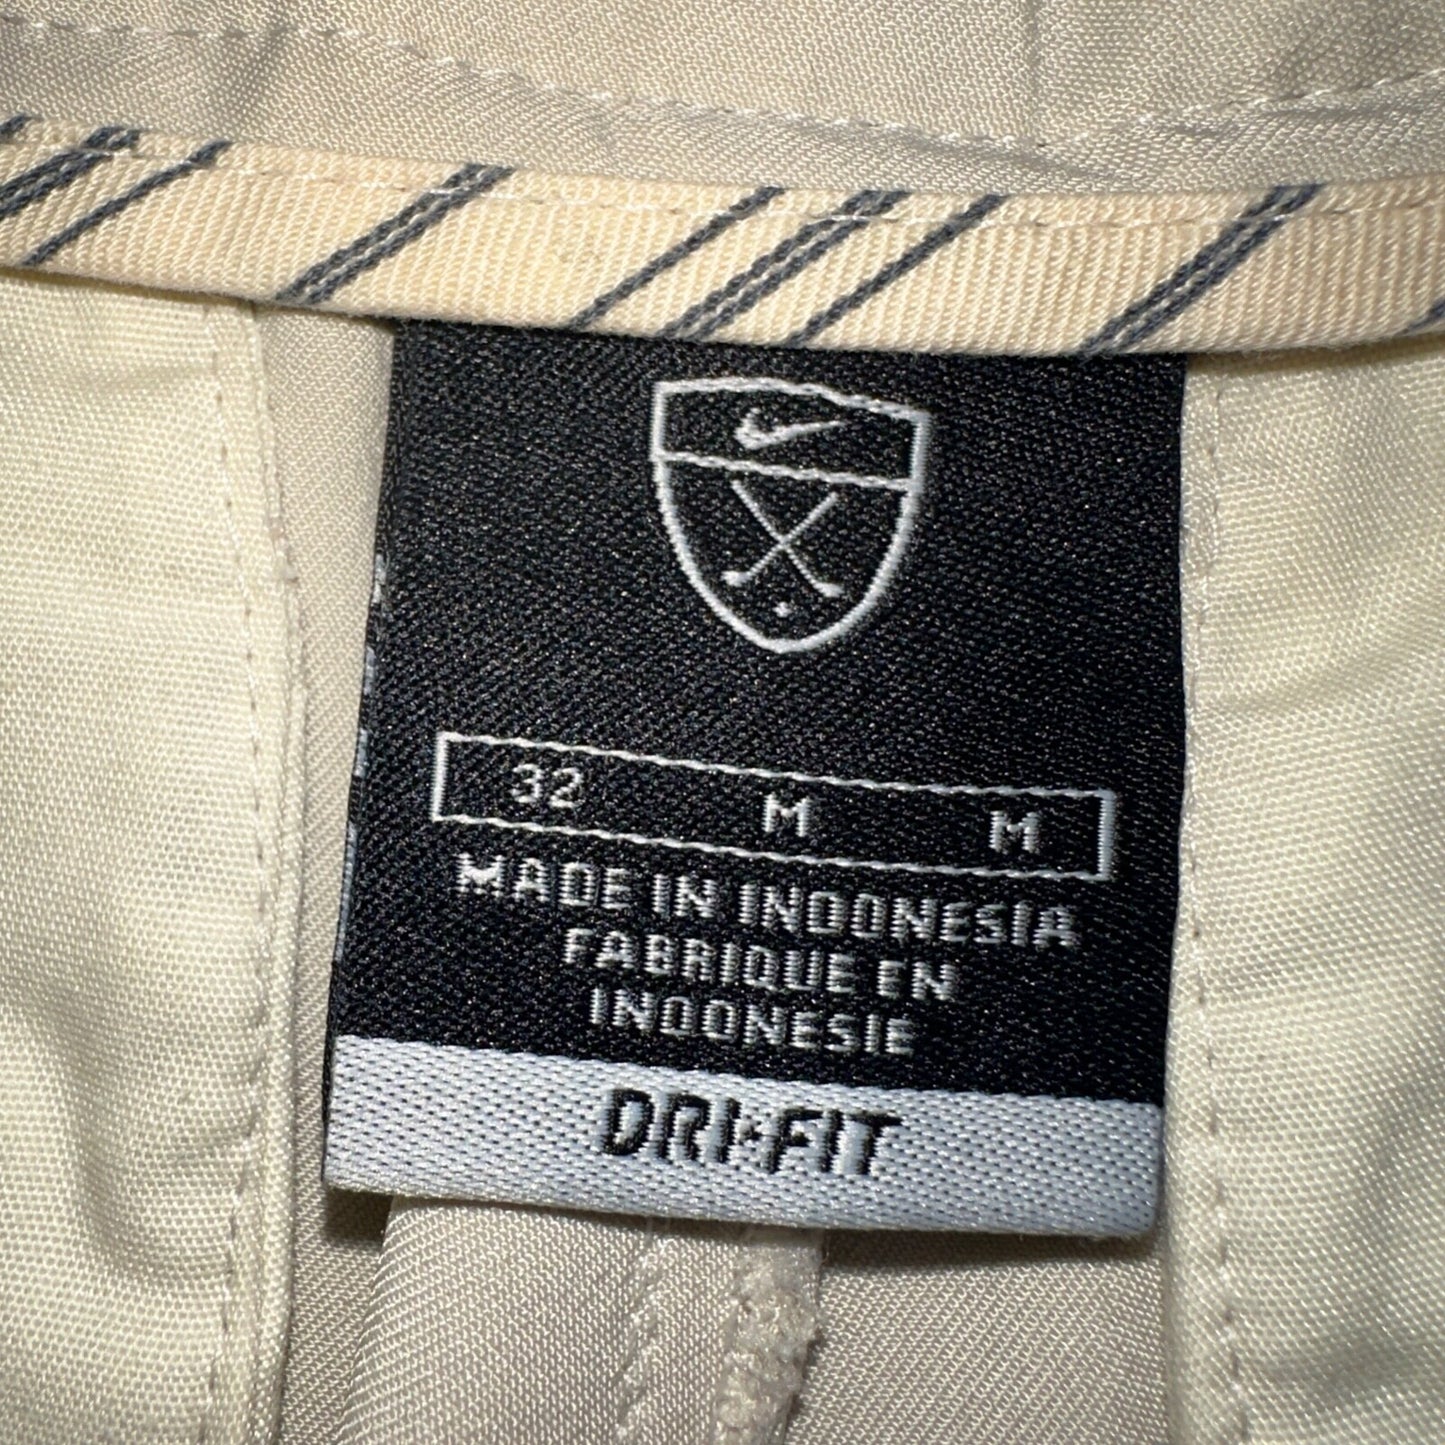 32 M M
MADE IN INDONESIA
FABRIQUE EN
INDONESIE
DRI-FIT